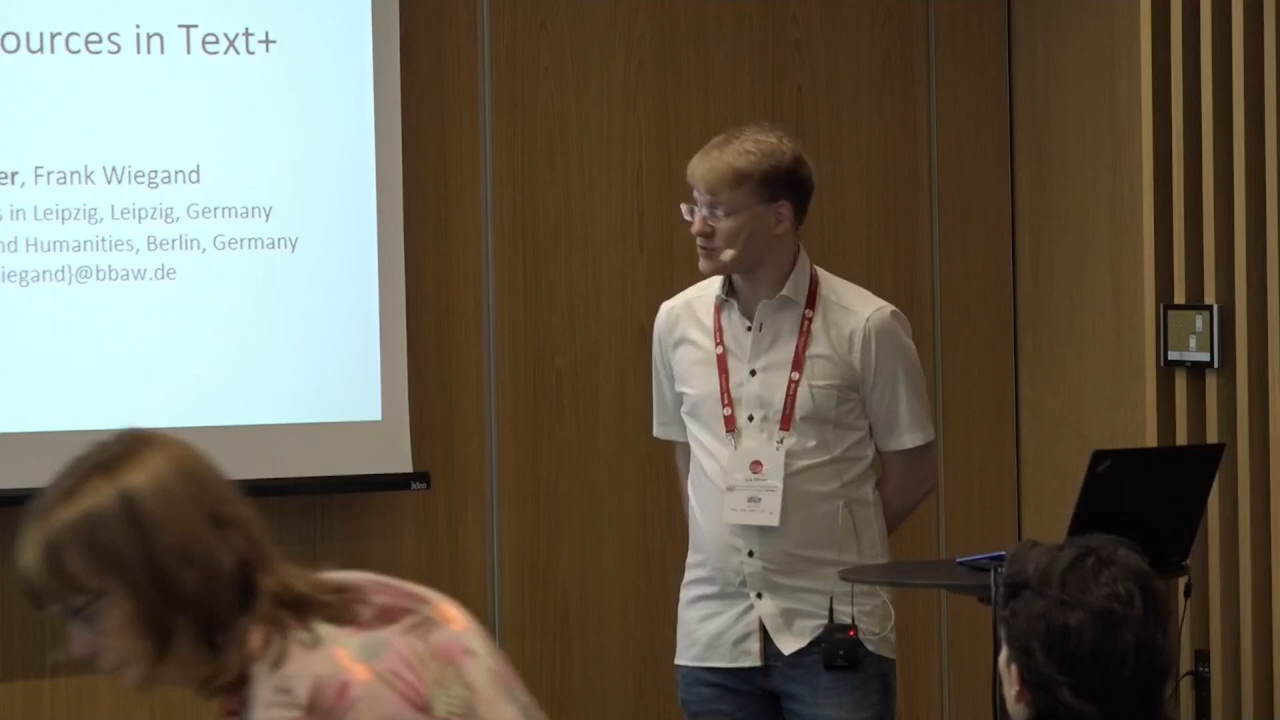 ources in Text+
er, Frank Wiegand
s in Leipzig, Leipzig, Germany
nd Humanities, Berlin, Germany
iegand}@bbaw.de